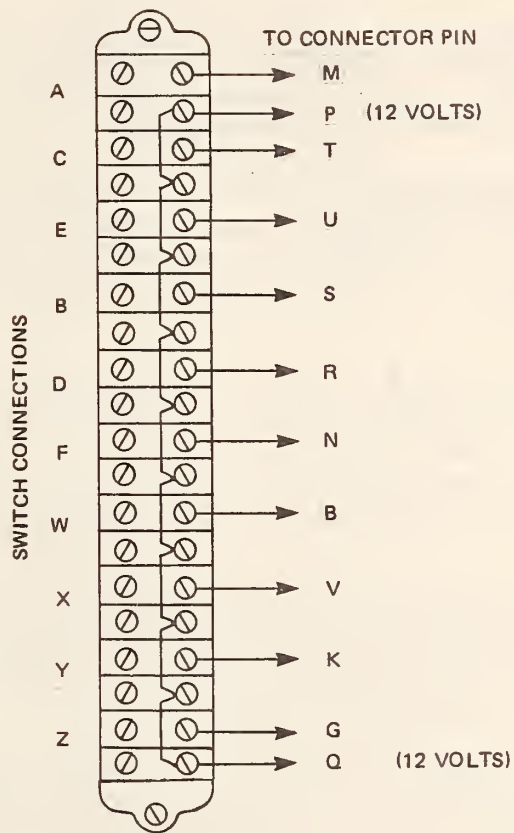 TO CONNECTOR PIN
A
M
P (12 VOLTS)
C
T
E
U
B
S
D
R
F
N
W
B
X
V
Y
K
Z
G
Q (12 VOLTS)
SWITCH CONNECTIONS